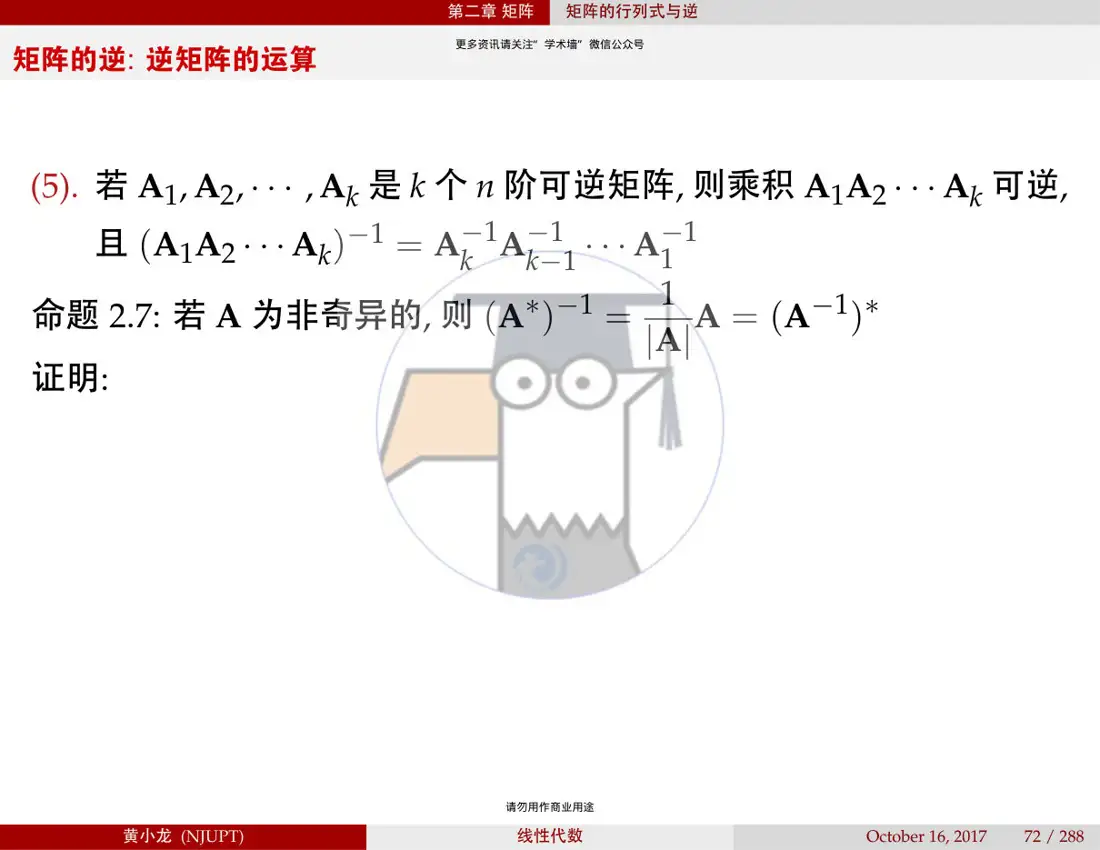 第二章 矩阵 矩阵的行列式与逆
更多资讯请关注“学术墙”微信公众号
矩阵的逆: 逆矩阵的运算
(5). 若 A₁, A₂, ⋯ , Aₖ 是 k 个 n 阶可逆矩阵, 则乘积 A₁A₂ ⋯ Aₖ 可逆,
且 (A₁A₂ ⋯ Aₖ)⁻¹ = Aₖ⁻¹Aₖ₋₁⁻¹ ⋯ A₁⁻¹
命题 2.7: 若 A 为非奇异的, 则 (A*)⁻¹ = 1/|A| A = (A⁻¹)*
证明:
请勿用作商业用途
黄小龙 (NJUPT) 线性代数 October 16, 2017 72 / 288